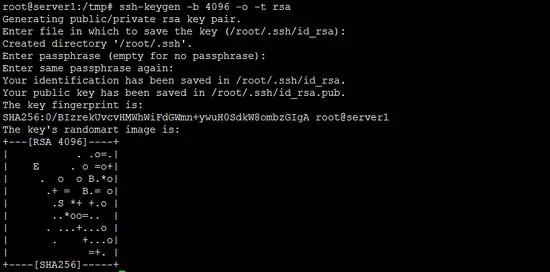 root@server1:/tmp# ssh-keygen -b 4096 -o -t rsa
Generating public/private rsa key pair.
Enter file in which to save the key (/root/.ssh/id_rsa):
Created directory '/root/.ssh'.
Enter passphrase (empty for no passphrase):
Enter same passphrase again:
Your identification has been saved in /root/.ssh/id_rsa.
Your public key has been saved in /root/.ssh/id_rsa.pub.
The key fingerprint is:
SHA256:0/BIzrekUvcvHMWhWiFdGWmn+ywuH0SdkW8ombzGIgA root@server1
The key's randomart image is:
+---[RSA 4096]----+
|          . .o=.|
|    E     . o =o+|
|     .  o  o B.*o|
|      .+ =  B.= o|
|       .S *+ +.o |
|       ..*oo=..  |
|      . ...+...o |
|       .    +...o|
|             =+. |
+----[SHA256]-----+